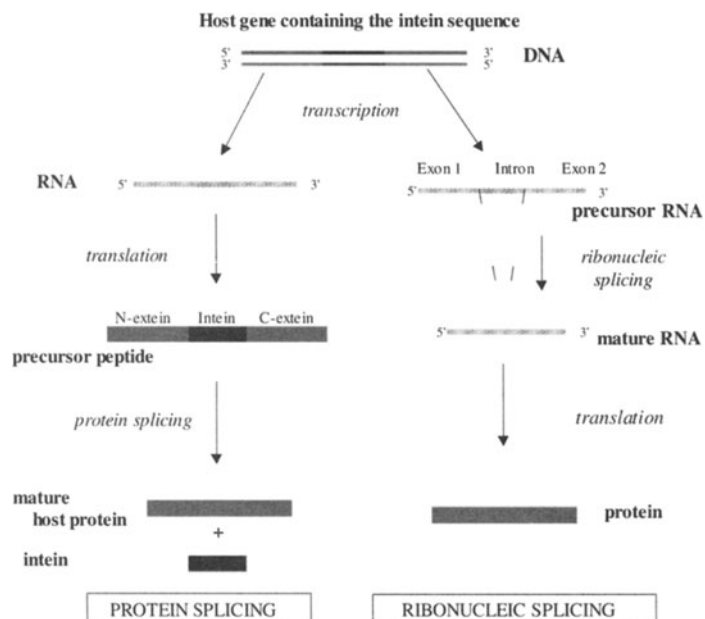 Host gene containing the intein sequence
5' 3'
3' 5'
DNA
transcription
RNA
5' 3'
Exon 1 Intron Exon 2
5' 3'
precursor RNA
translation
ribonucleic
splicing
N-extein Intein C-extein
precursor peptide
5' 3'
mature RNA
protein splicing
translation
mature
host protein
+
intein
protein
PROTEIN SPLICING
RIBONUCLEIC SPLICING